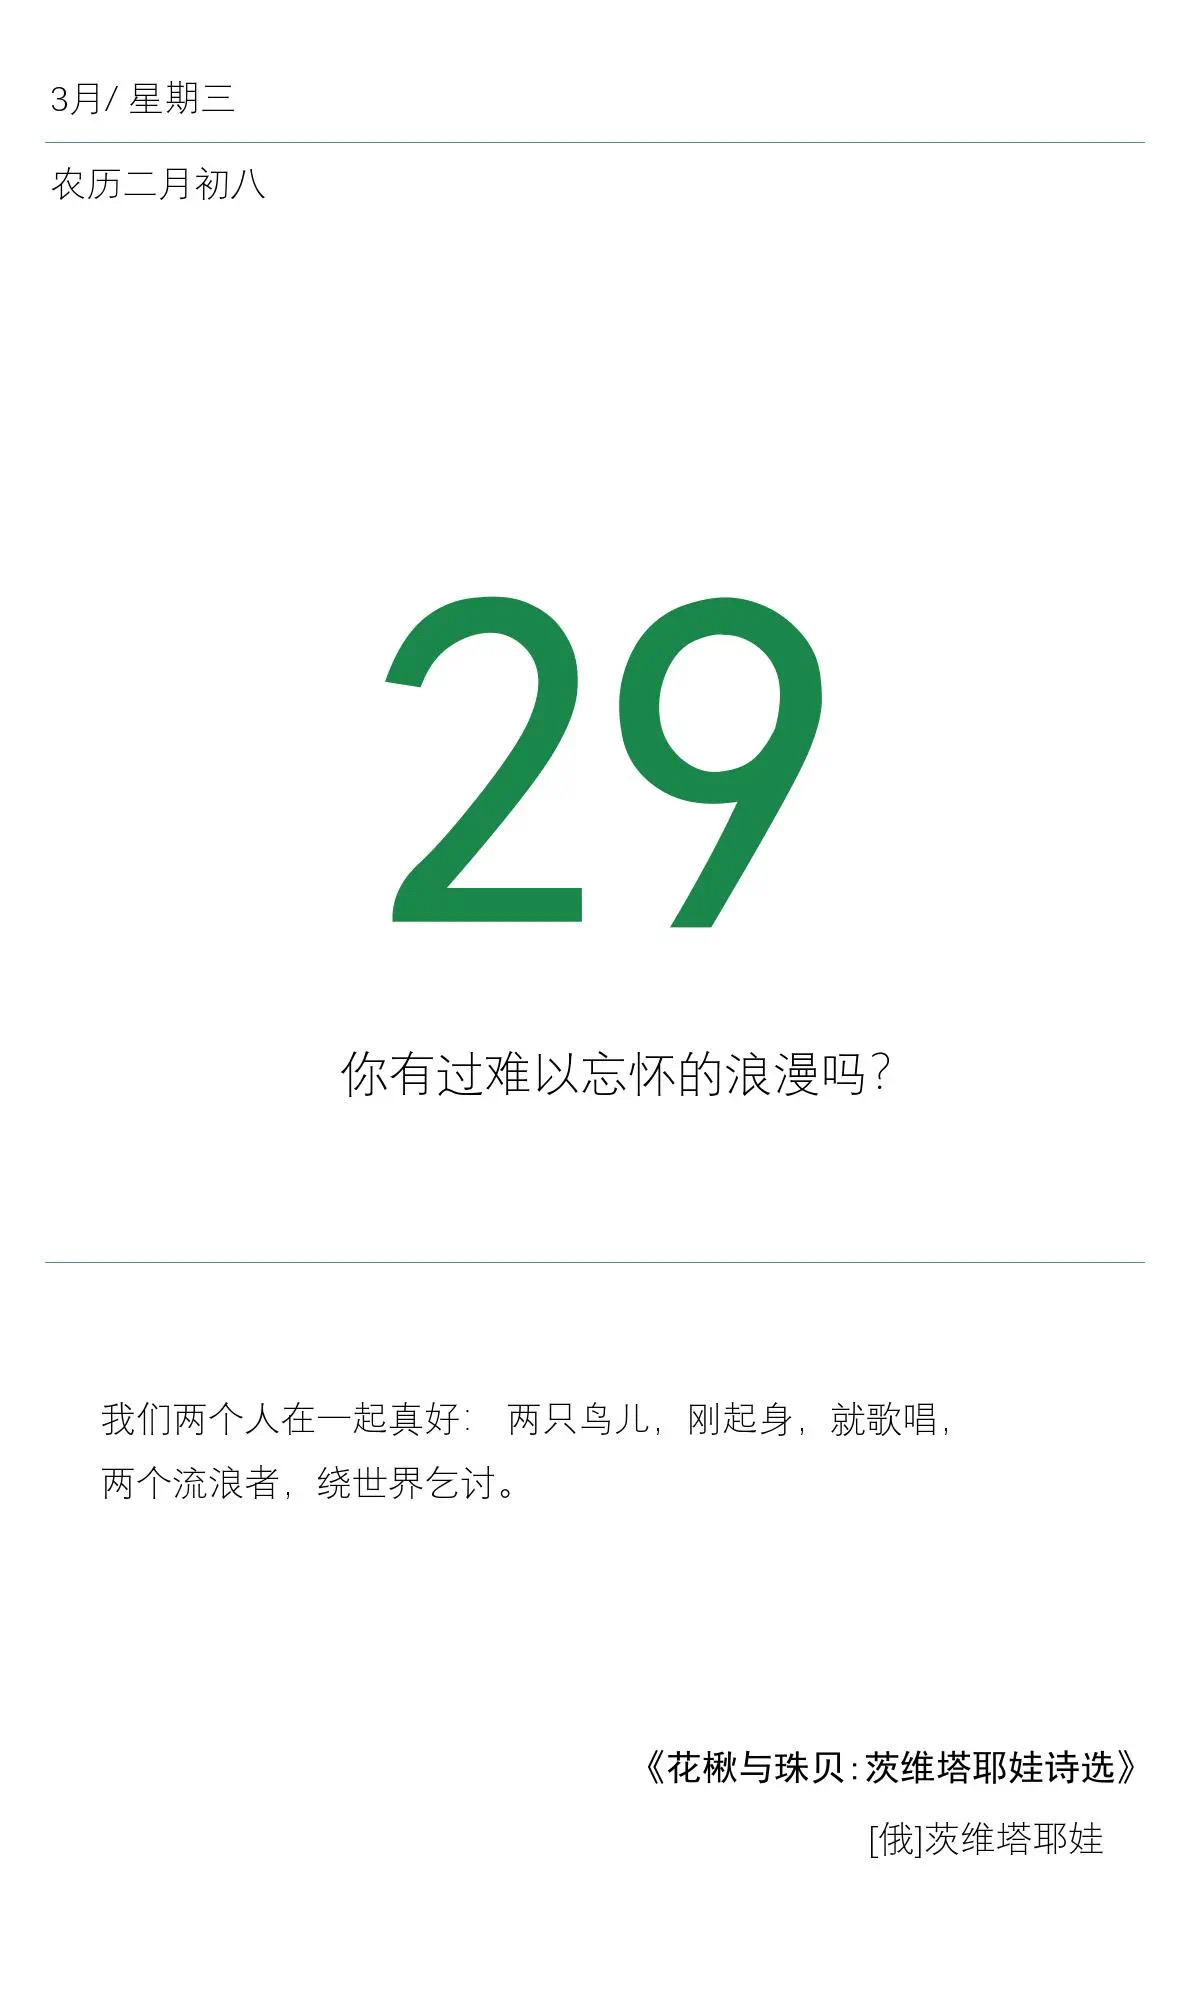 3月/ 星期三
农历二月初八
29
你有过难以忘怀的浪漫吗？
我们两个人在一起真好： 两只鸟儿，刚起身，就歌唱，
两个流浪者，绕世界乞讨。
《花楸与珠贝：茨维塔耶娃诗选》
[俄]茨维塔耶娃